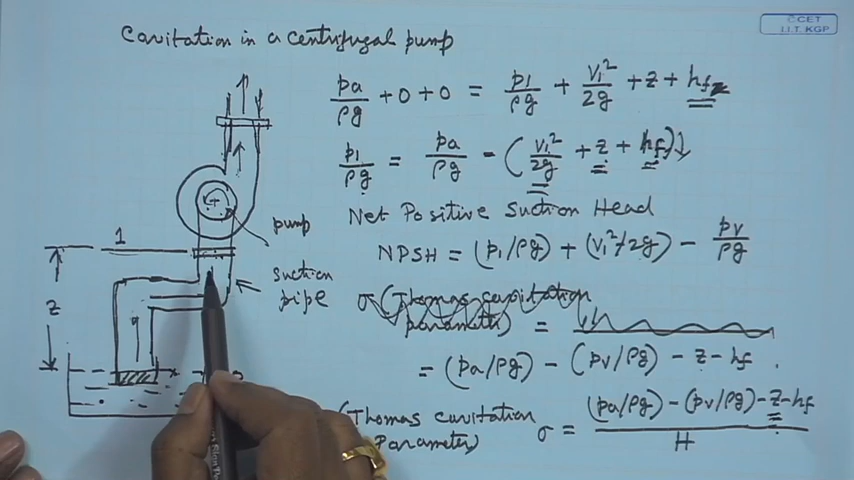 Cavitation in a centrifugal pump
©CET
I.I.T. KGP
pa/ρg + 0 + 0 = p1/ρg + V1²/2g + z + hf
p1/ρg = pa/ρg - (V1²/2g + z + hf)↓
Net Positive Suction Head
NPSH = (p1/ρg) + (V1²/2g) - pv/ρg
= (pa/ρg) - (pv/ρg) - z - hf
(Thomas cavitation
Parameter)
σ = (pa/ρg) - (pv/ρg) - z - hf / H
1
pump
suction
pipe
z